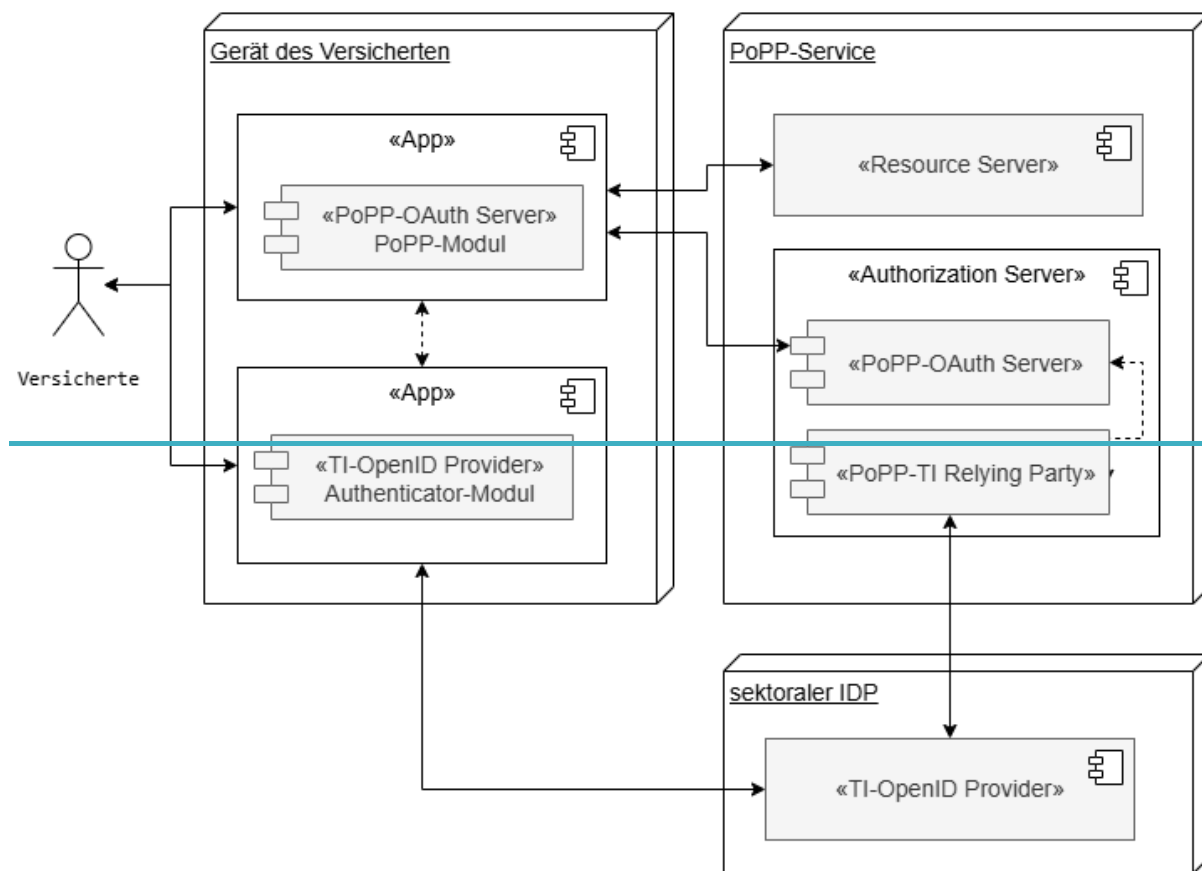 Gerät des Versicherten
«App»
«PoPP-OAuth Server»
PoPP-Modul
Versicherte
«App»
«TI-OpenID Provider»
Authenticator-Modul
PoPP-Service
«Resource Server»
«Authorization Server»
«PoPP-OAuth Server»
«PoPP-TI Relying Party»
sektoraler IDP
«TI-OpenID Provider»